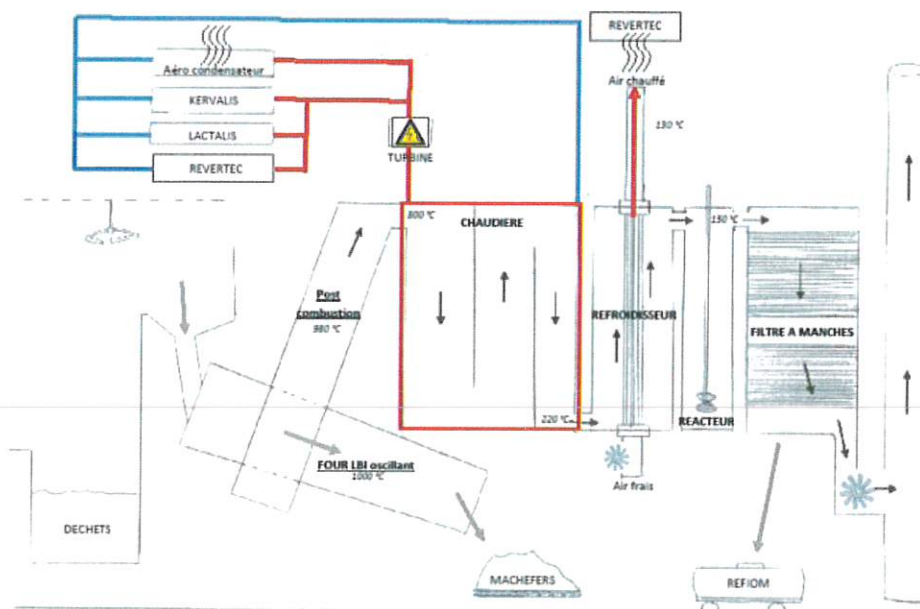 REVERTEC
Aéro condensateur
Air chauffé
KERVALIS
130 °C
LACTALIS
TURBINE
REVERTEC
800 °C
CHAUDIERE
150 °C
Post
combustion
980 °C
REFROIDISSEUR
FILTRE A MANCHES
220 °C
REACTEUR
FOUR LBI oscillant
1000 °C
Air frais
DECHETS
MACHEFERS
REFIOM